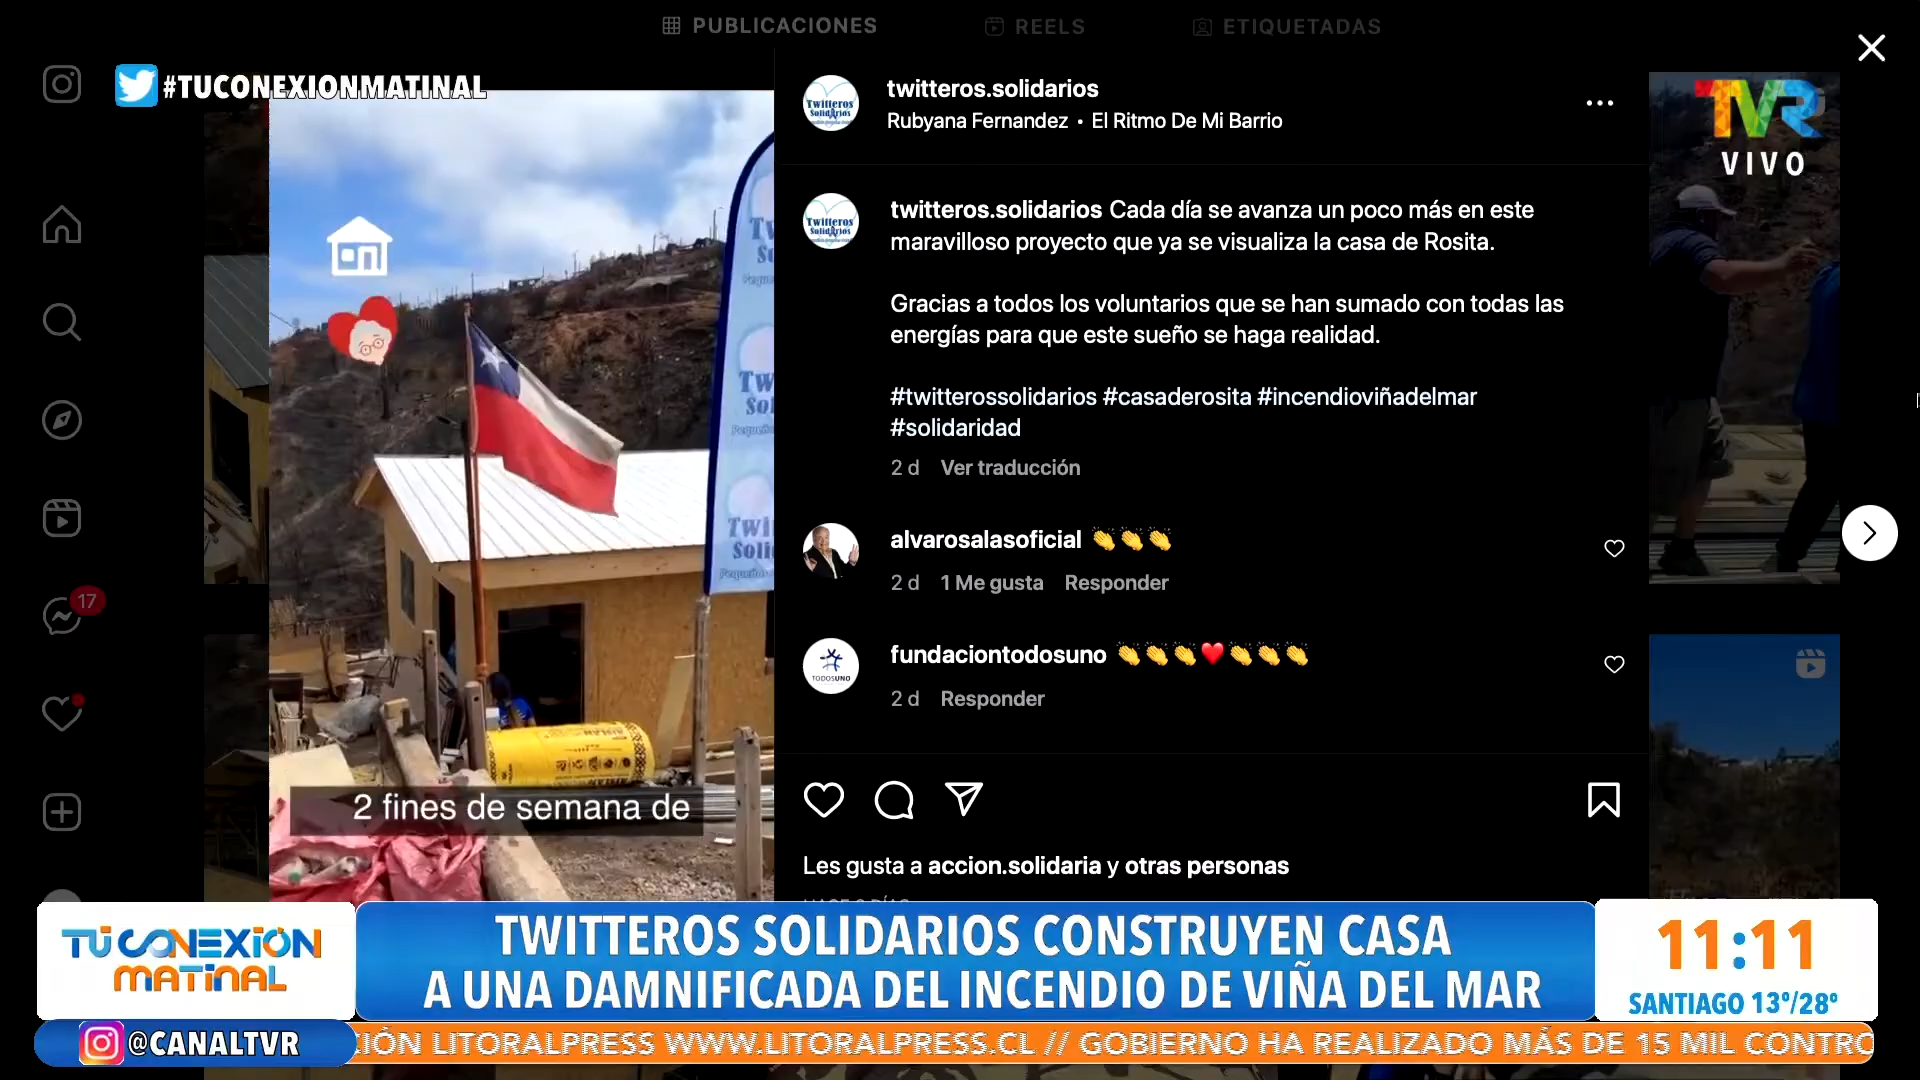 PUBLICACIONES
REELS
ETIQUETADAS
#TUCONEXIONMATINAL
TVR
VIVO
twitteros.solidarios
Rubyana Fernandez • El Ritmo De Mi Barrio
Twitteros
Solidarios
twitteros.solidarios Cada día se avanza un poco más en este
maravilloso proyecto que ya se visualiza la casa de Rosita.
Gracias a todos los voluntarios que se han sumado con todas las
energías para que este sueño se haga realidad.
#twitterossolidarios #casaderosita #incendioviñadelmar
#solidaridad
2 d Ver traducción
alvarosalasoficial 👏👏👏
2 d 1 Me gusta Responder
fundaciontodosuno 👏👏👏❤️👏👏👏
TODOSUNO
2 d Responder
17
2 fines de semana de
Les gusta a accion.solidaria y otras personas
TU CONEXIÓN
MATINAL
TWITTEROS SOLIDARIOS CONSTRUYEN CASA
A UNA DAMNIFICADA DEL INCENDIO DE VIÑA DEL MAR
11:11
SANTIAGO 13°/28°
@CANALTVR
IÓN LITORALPRESS WWW.LITORALPRESS.CL // GOBIERNO HA REALIZADO MÁS DE 15 MIL CONTRO